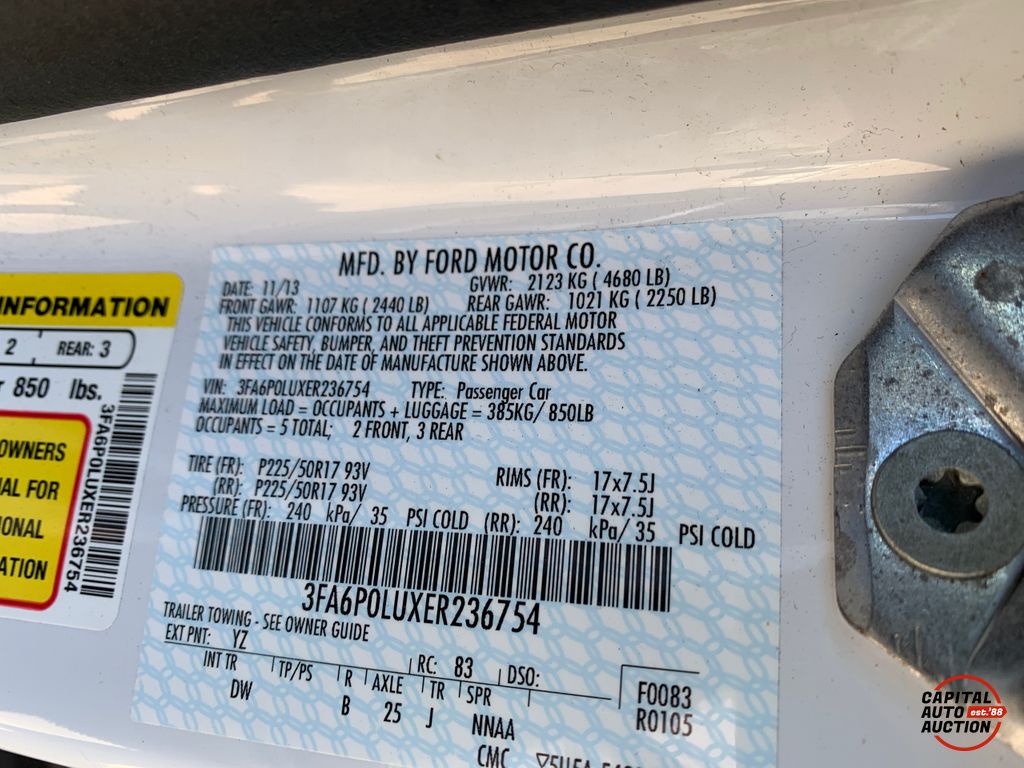 MFD. BY FORD MOTOR CO.
DATE: 11/13 GVWR: 2123 KG ( 4680 LB)
FRONT GAWR: 1107 KG ( 2440 LB) REAR GAWR: 1021 KG ( 2250 LB)
THIS VEHICLE CONFORMS TO ALL APPLICABLE FEDERAL MOTOR
VEHICLE SAFETY, BUMPER, AND THEFT PREVENTION STANDARDS
IN EFFECT ON THE DATE OF MANUFACTURE SHOWN ABOVE.
VIN: 3FA6P0LUXER236754 TYPE: Passenger Car
MAXIMUM LOAD = OCCUPANTS + LUGGAGE = 385KG/ 850LB
OCCUPANTS = 5 TOTAL; 2 FRONT, 3 REAR
TIRE (FR): P225/50R17 93V RIMS (FR): 17x7.5J
(RR): P225/50R17 93V (RR): 17x7.5J
PRESSURE (FR): 240 kPa/ 35 PSI COLD (RR): 240 kPa/ 35 PSI COLD
3FA6P0LUXER236754
TRAILER TOWING - SEE OWNER GUIDE
EXT PNT: YZ RC: 83 DSO:
INT TR TP/PS R AXLE TR SPR F0083
DW B 25 J NNAA R0105
CMC
INFORMATION
2 REAR: 3
850 lbs.
OWNERS
FOR
3FA6P0LUXER236754
CAPITAL
AUTO est.'88
AUCTION